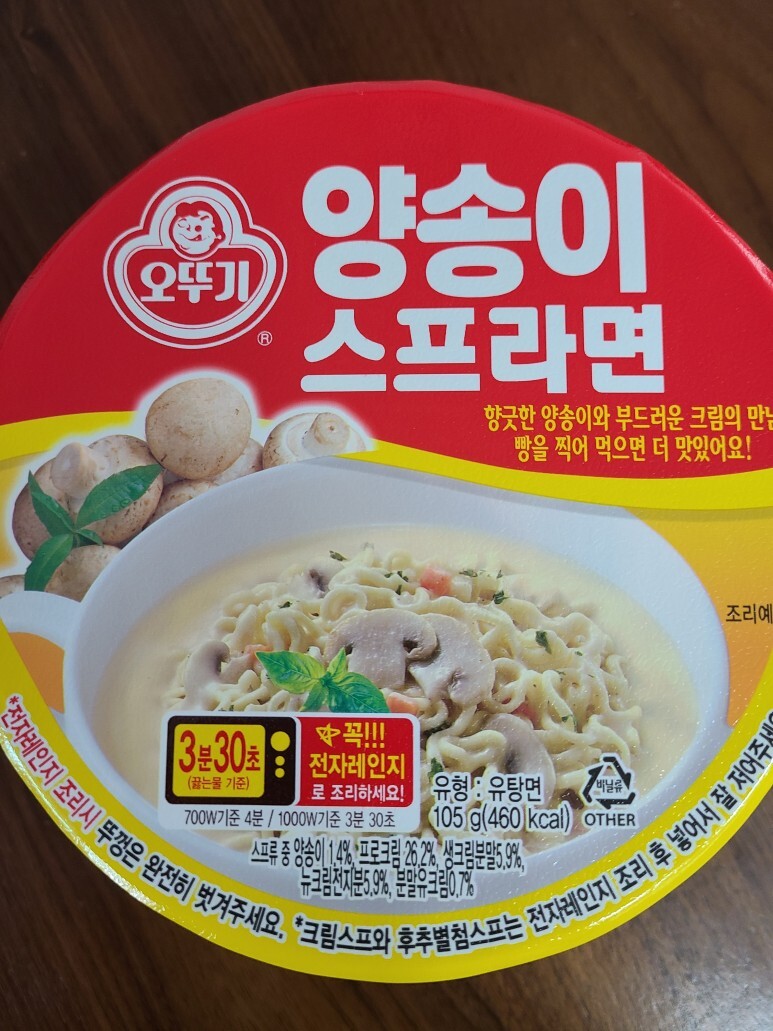 오뚜기
®
양송이
스프라면
향긋한 양송이와 부드러운 크림의
빵을 찍어 먹으면 더 맛있어요!
3분30초
(끓는물 기준)
꼭!!!
전자레인지
로 조리하세요!
700W기준 4분 / 1000W기준 3분 30초
유형 : 유탕면
105 g(460 kcal)
비닐류
OTHER
스프류 중 양송이 1.4%, 프로크림 26.2%, 생크림분말5.9%,
뉴크림전지분5.9%, 분말유크림0.7%
*전자레인지 조리시 뚜껑은 완전히 벗겨주세요. *크림스프와 후추별첨스프는 전자레인지 조리 후 넣어서 잘 저어주세요